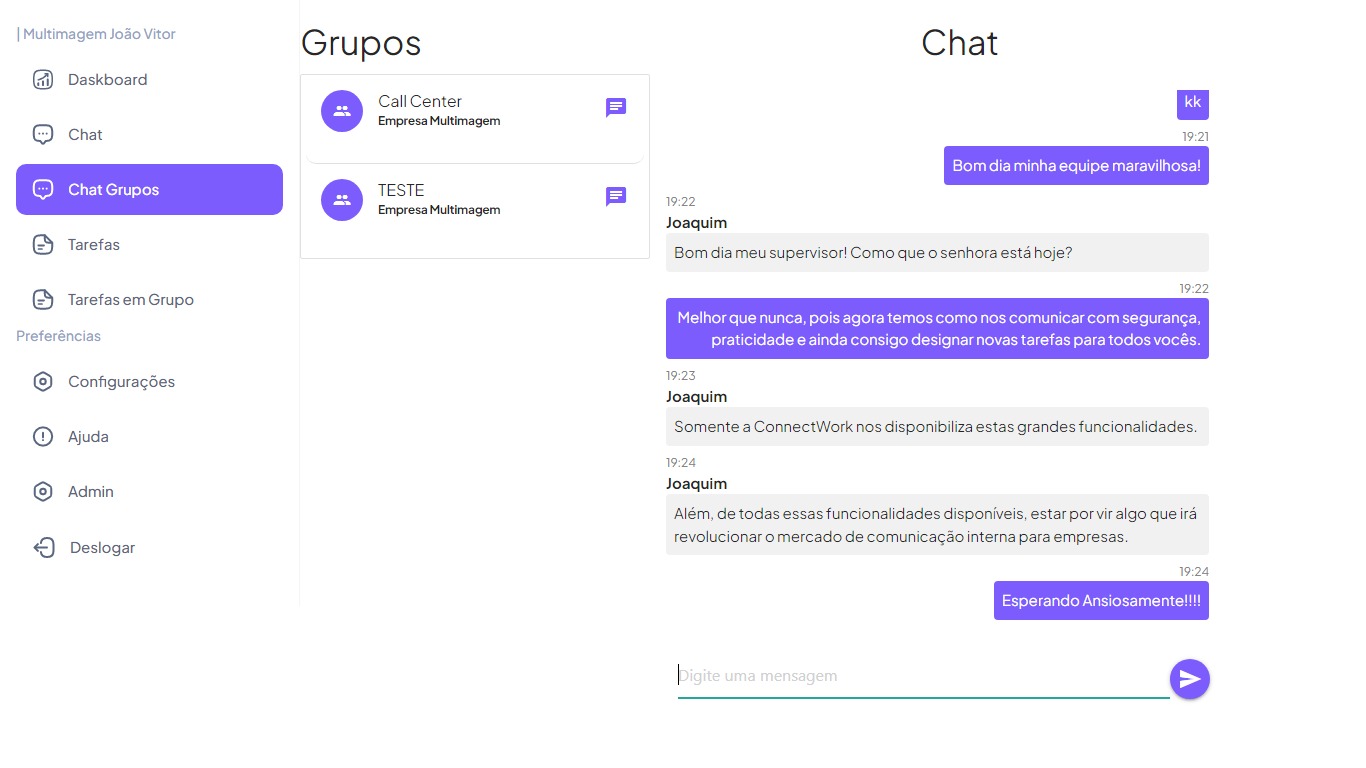 | Multimagem João Vitor
Daskboard
Chat
Chat Grupos
Tarefas
Tarefas em Grupo
Preferências
Configurações
Ajuda
Admin
Deslogar
Grupos
Call Center
Empresa Multimagem
TESTE
Empresa Multimagem
Chat
kk
19:21
Bom dia minha equipe maravilhosa!
19:22
Joaquim
Bom dia meu supervisor! Como que o senhora está hoje?
19:22
Melhor que nunca, pois agora temos como nos comunicar com segurança,
praticidade e ainda consigo designar novas tarefas para todos vocês.
19:23
Joaquim
Somente a ConnectWork nos disponibiliza estas grandes funcionalidades.
19:24
Joaquim
Além, de todas essas funcionalidades disponíveis, estar por vir algo que irá
revolucionar o mercado de comunicação interna para empresas.
19:24
Esperando Ansiosamente!!!!
Digite uma mensagem